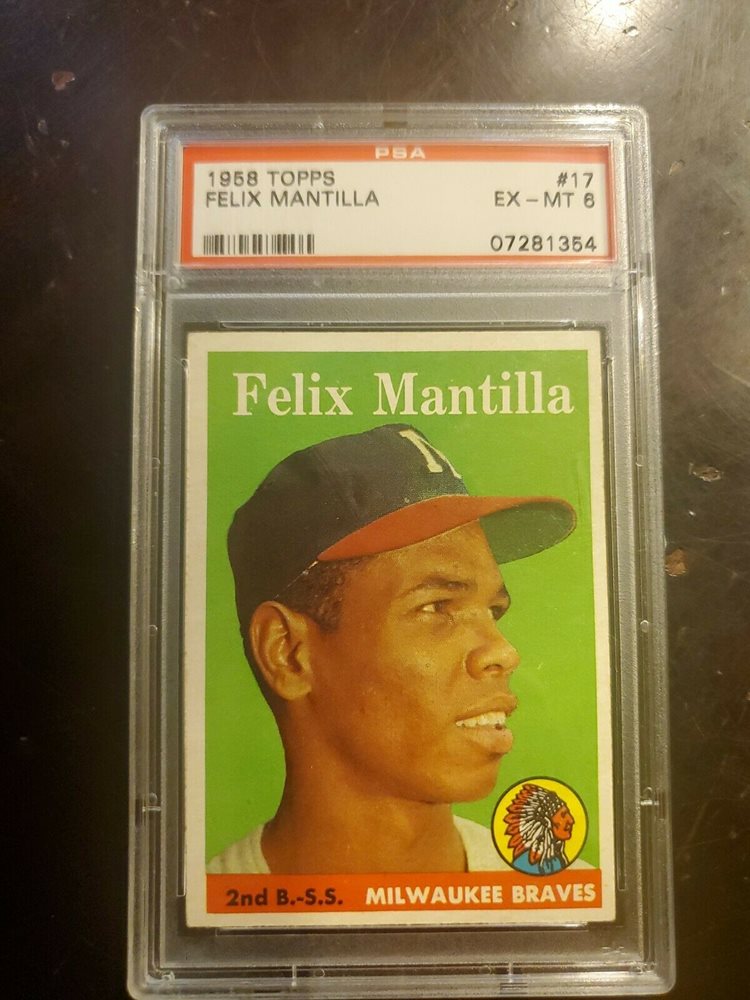 PSA
1958 TOPPS #17
FELIX MANTILLA EX - MT 6
07281354
Felix Mantilla
M
2nd B.-S.S. MILWAUKEE BRAVES